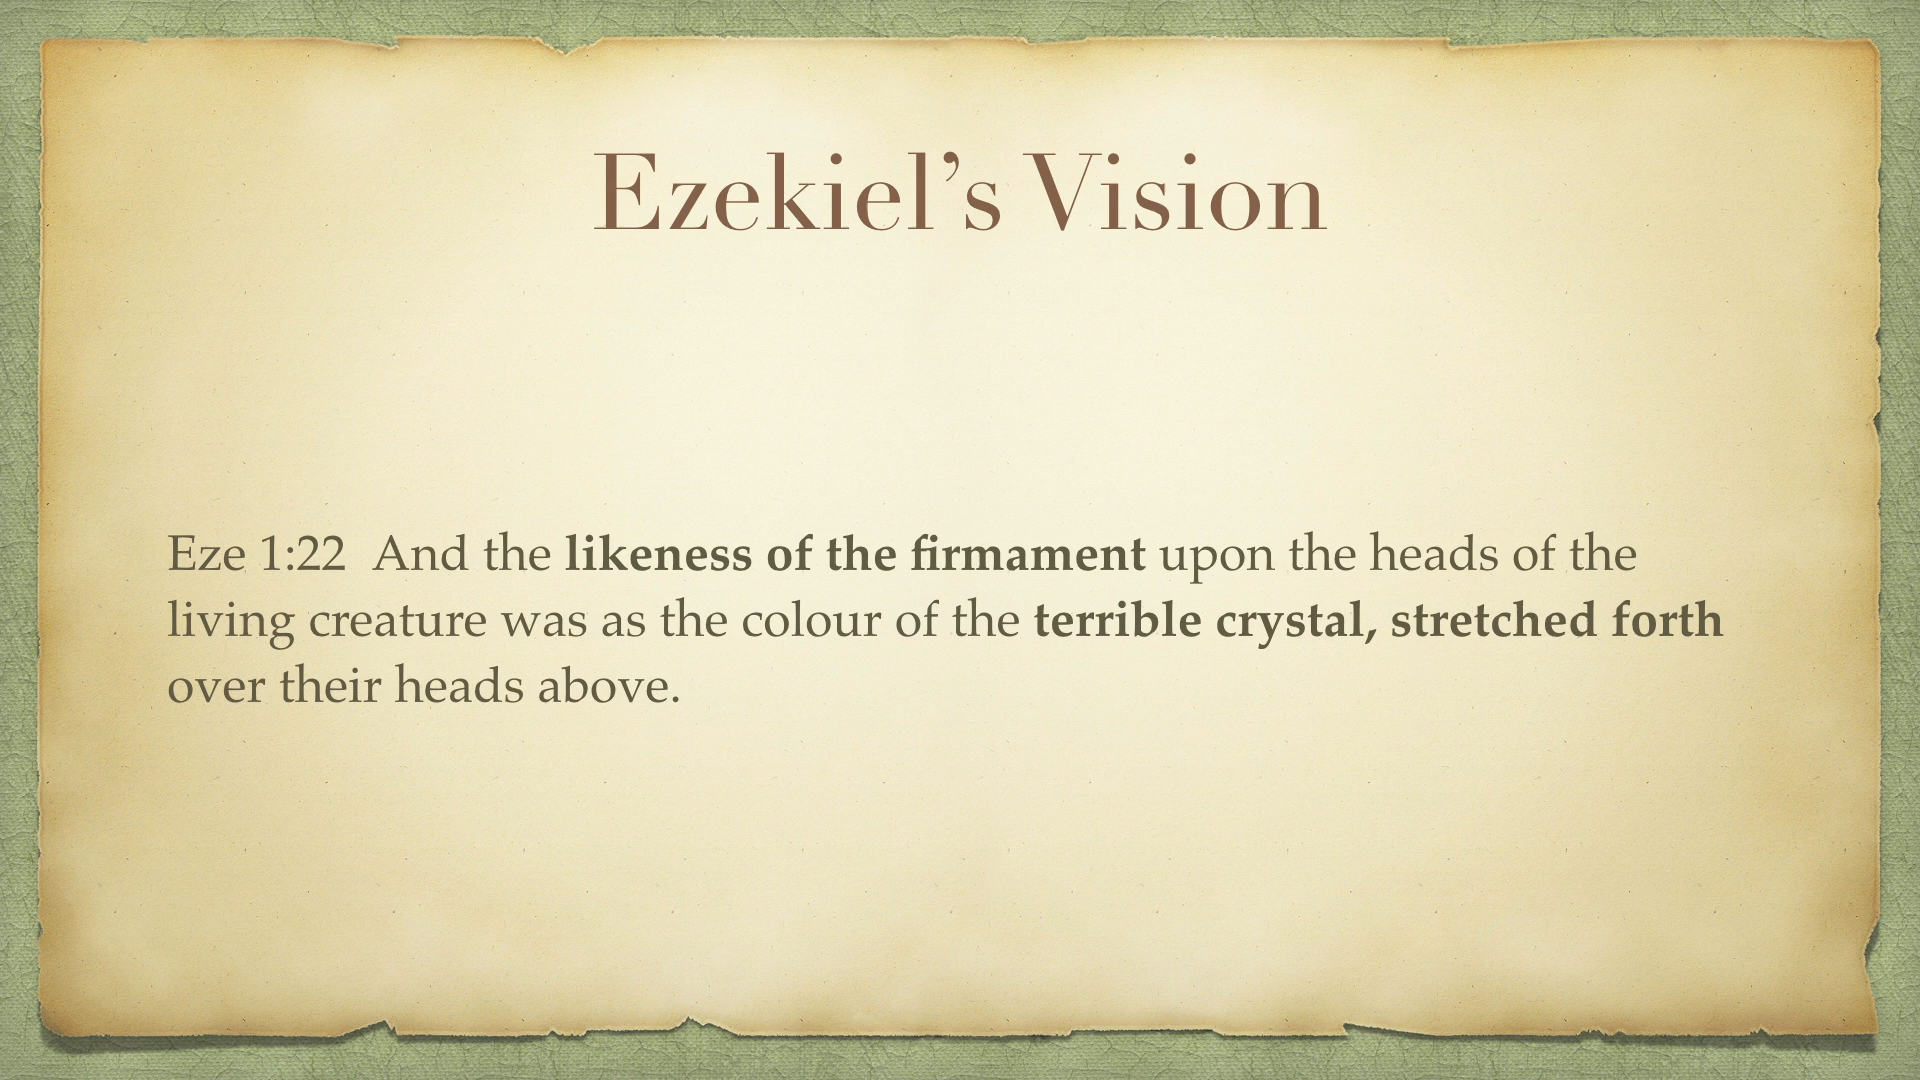 Ezekiel’s Vision
Eze 1:22  And the likeness of the firmament upon the heads of the
living creature was as the colour of the terrible crystal, stretched forth
over their heads above.